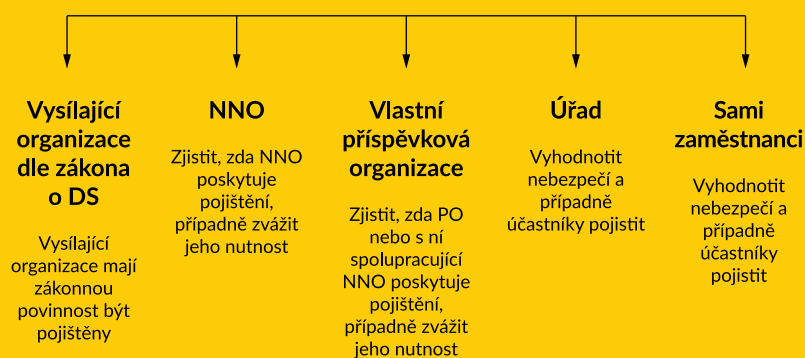 Vysílající
organizace
dle zákona
o DS
Vysílající
organizace mají
zákonnou
povinnost být
pojištěny
NNO
Zjistit, zda NNO
poskytuje
pojištění,
případně zvážit
jeho nutnost
Vlastní
příspěvková
organizace
Zjistit, zda PO
nebo s ní
spolupracující
NNO poskytuje
pojištění,
případně zvážit
jeho nutnost
Úřad
Vyhodnotit
nebezpečí a
případně
účastníky pojistit
Sami
zaměstnanci
Vyhodnotit
nebezpečí a
případně
účastníky
pojistit